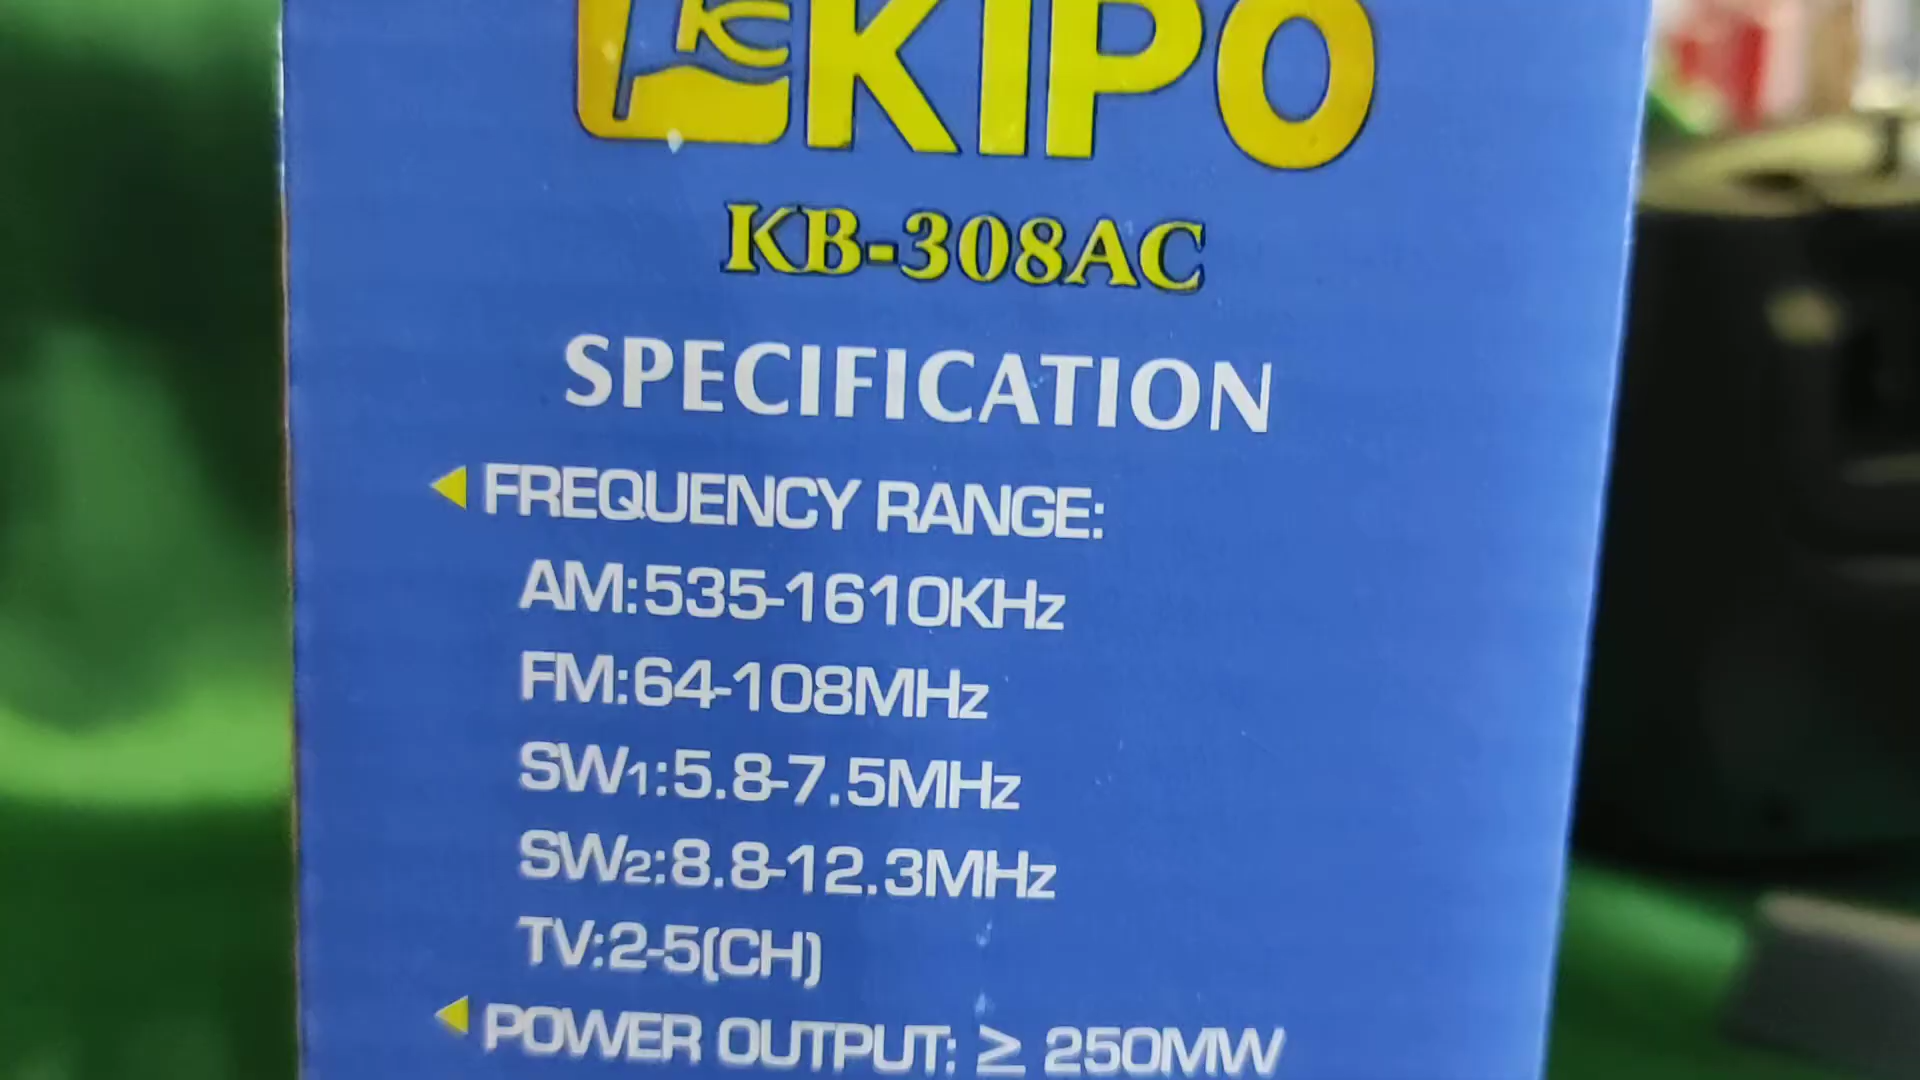 KK KIPO
KB-308AC
SPECIFICATION
FREQUENCY RANGE:
AM:535-1610KHz
FM:64-108MHz
SW1:5.8-7.5MHz
SW2:8.8-12.3MHz
TV:2-5(CH)
POWER OUTPUT: ≥ 250MW